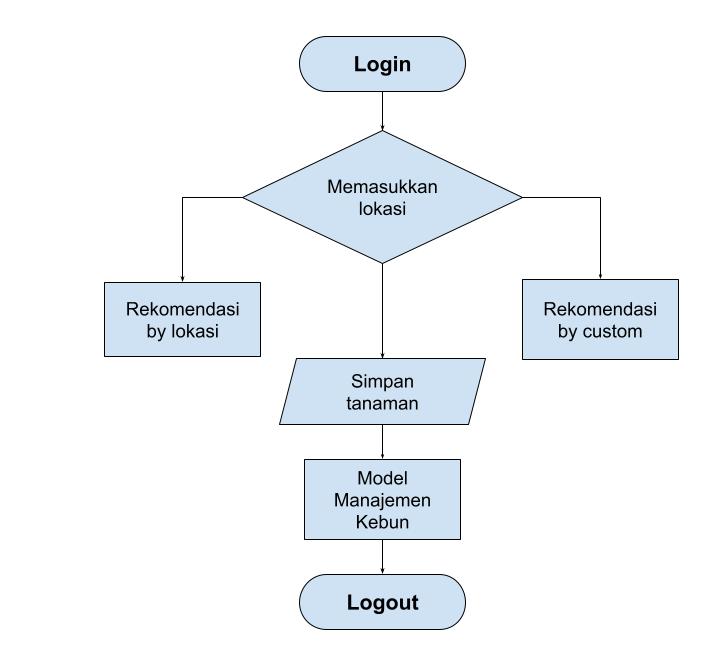 Login
Memasukkan
lokasi
Rekomendasi
by lokasi
Rekomendasi
by custom
Simpan
tanaman
Model
Manajemen
Kebun
Logout